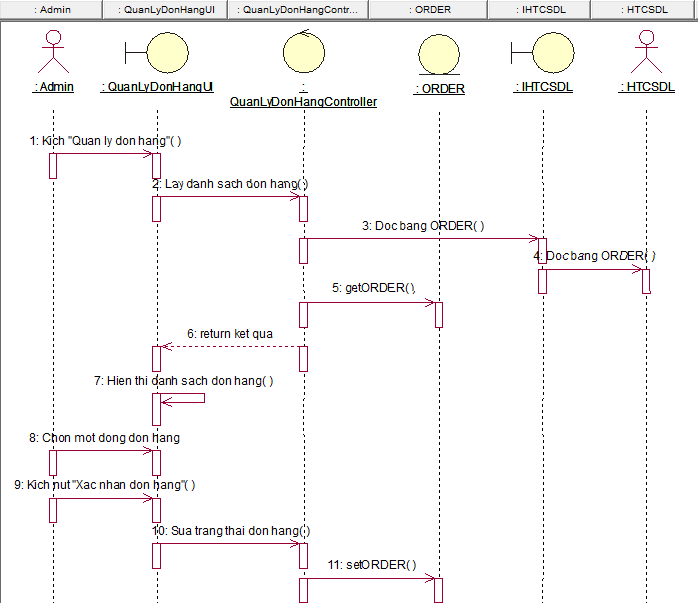 : Admin
: QuanLyDonHangUI
: QuanLyDonHangContr...
: ORDER
: IHTCSDL
: HTCSDL
: Admin
: QuanLyDonHangUI
:
QuanLyDonHangController
: ORDER
: IHTCSDL
: HTCSDL
1: Kich "Quan ly don hang"( )
2: Lay danh sach don hang( )
3: Doc bang ORDER( )
4: Doc bang ORDER( )
5: getORDER( )
6: return ket qua
7: Hien thi danh sach don hang( )
8: Chon mot dong don hang
9: Kich nut "Xac nhan don hang"( )
10: Sua trang thai don hang( )
11: setORDER( )